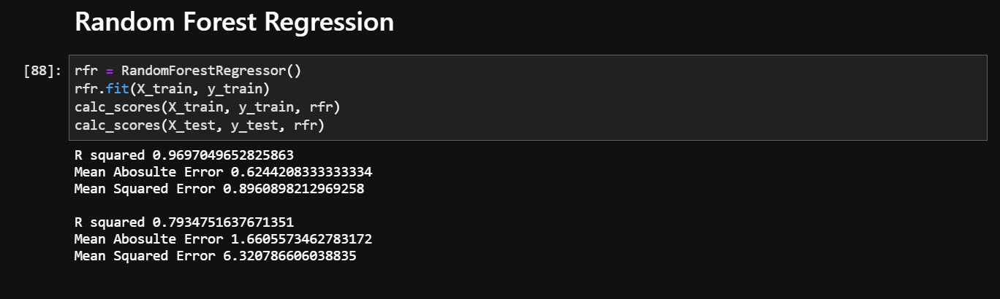 Random Forest Regression
[88]:
rfr = RandomForestRegressor()
rfr.fit(X_train, y_train)
calc_scores(X_train, y_train, rfr)
calc_scores(X_test, y_test, rfr)
R squared 0.9697049652825863
Mean Abosulte Error 0.6244208333333334
Mean Squared Error 0.8960898212969258
R squared 0.7934751637671351
Mean Abosulte Error 1.6605573462783172
Mean Squared Error 6.320786606038835